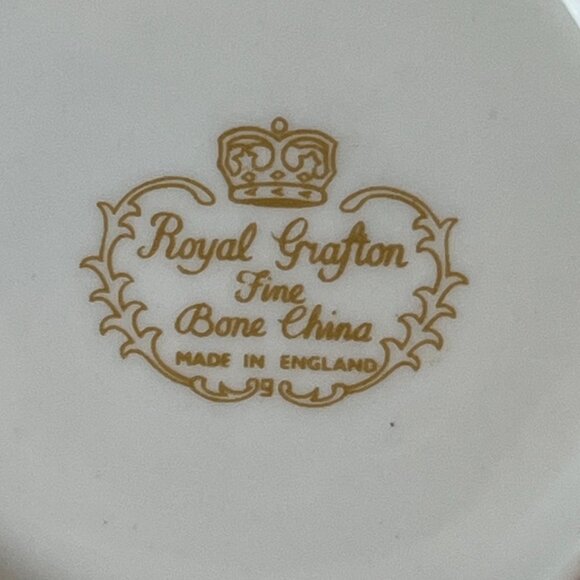 Royal Grafton
Fine
Bone China
MADE IN ENGLAND